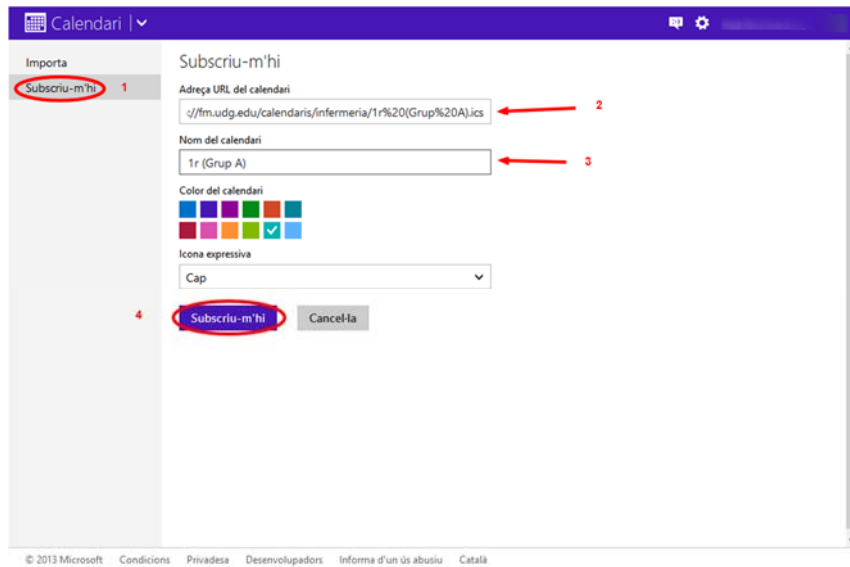 Calendari
Importa
Subscriu-m'hi 1
Subscriu-m'hi
Adreça URL del calendari
://fm.udg.edu/calendaris/infermeria/1r%20(Grup%20A).ics 2
Nom del calendari
1r (Grup A) 3
Color del calendari
Icona expressiva
Cap
4 Subscriu-m'hi Cancel·la
© 2013 Microsoft Condicions Privadesa Desenvolupadors Informa d'un ús abusiu Català